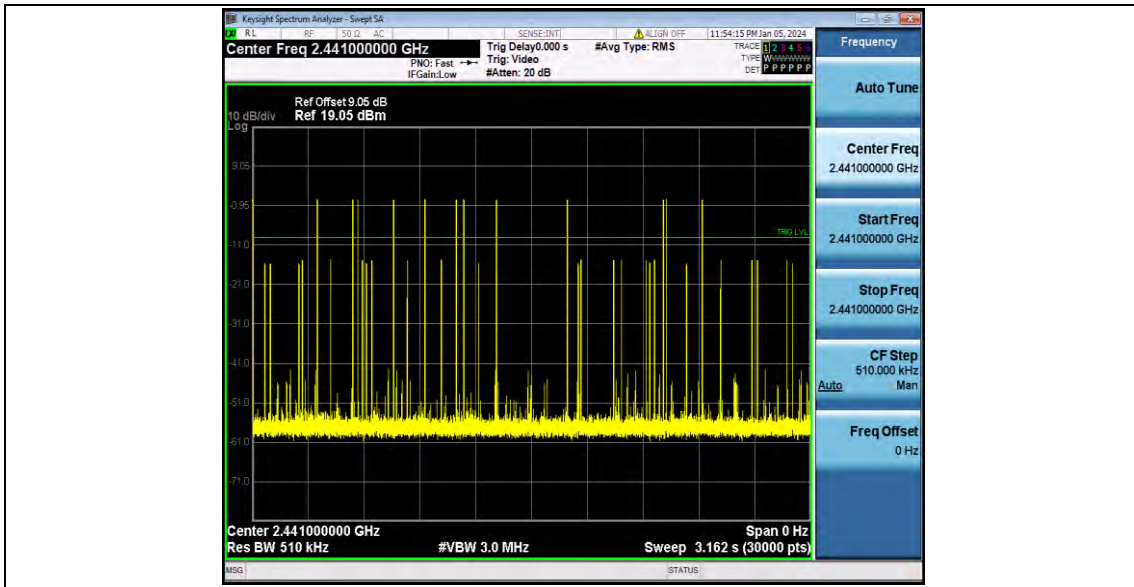 Keysight Spectrum Analyzer - Swept SA
RL RF 50 Ω AC SENSE:INT ALIGN OFF 11:54:15 PM Jan 05, 2024
Center Freq 2.441000000 GHz
PNO: Fast
IFGain:Low
Trig Delay0.000 s
Trig: Video
#Atten: 20 dB
#Avg Type: RMS
TRACE 1 2 3 4 5 6
TYPE WWWWWW
DET P P P P P P
Frequency
Auto Tune
Center Freq
2.441000000 GHz
Start Freq
2.441000000 GHz
Stop Freq
2.441000000 GHz
CF Step
510.000 kHz
Auto Man
Freq Offset
0 Hz
Ref Offset 9.05 dB
10 dB/div Ref 19.05 dBm
Log
9.05
-0.95
TRIG LVL
-11.0
-21.0
-31.0
-41.0
-51.0
-61.0
-71.0
Center 2.441000000 GHz Span 0 Hz
Res BW 510 kHz #VBW 3.0 MHz Sweep 3.162 s (30000 pts)
MSG STATUS